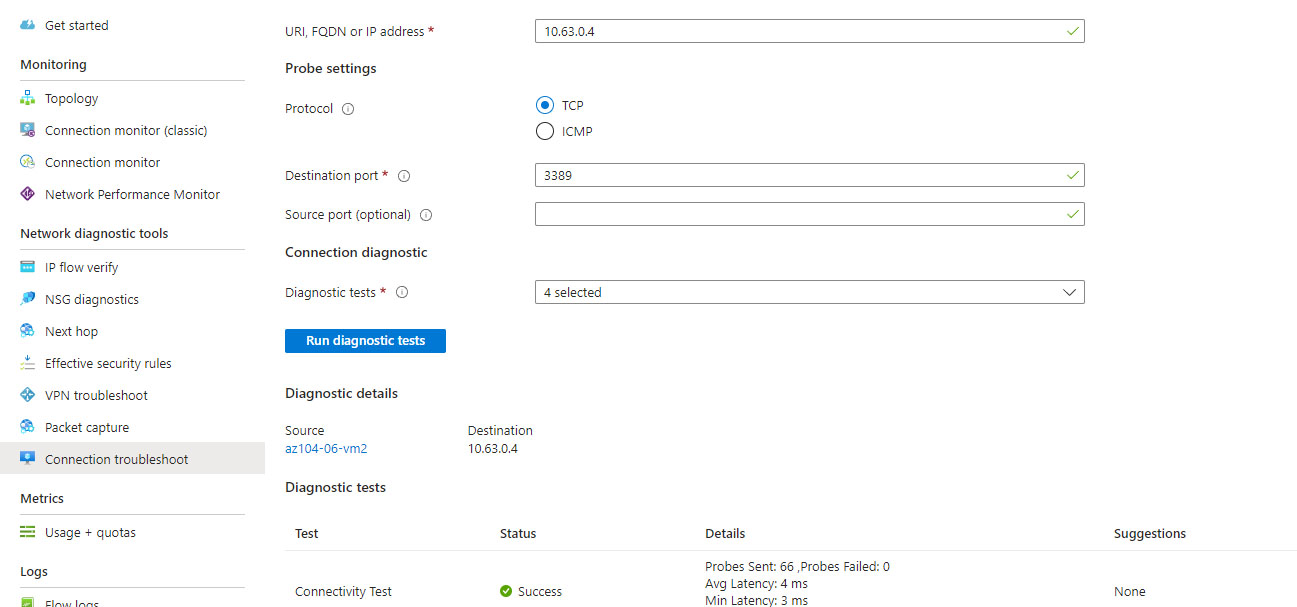 Get started
Monitoring
Topology
Connection monitor (classic)
Connection monitor
Network Performance Monitor
Network diagnostic tools
IP flow verify
NSG diagnostics
Next hop
Effective security rules
VPN troubleshoot
Packet capture
Connection troubleshoot
Metrics
Usage + quotas
Logs
Flow logs
URI, FQDN or IP address *
10.63.0.4
Probe settings
Protocol
TCP
ICMP
Destination port *
3389
Source port (optional)
Connection diagnostic
Diagnostic tests *
4 selected
Run diagnostic tests
Diagnostic details
Source Destination
az104-06-vm2 10.63.0.4
Diagnostic tests
Test Status Details Suggestions
Probes Sent: 66 ,Probes Failed: 0
Avg Latency: 4 ms
Connectivity Test Success None
Min Latency: 3 ms